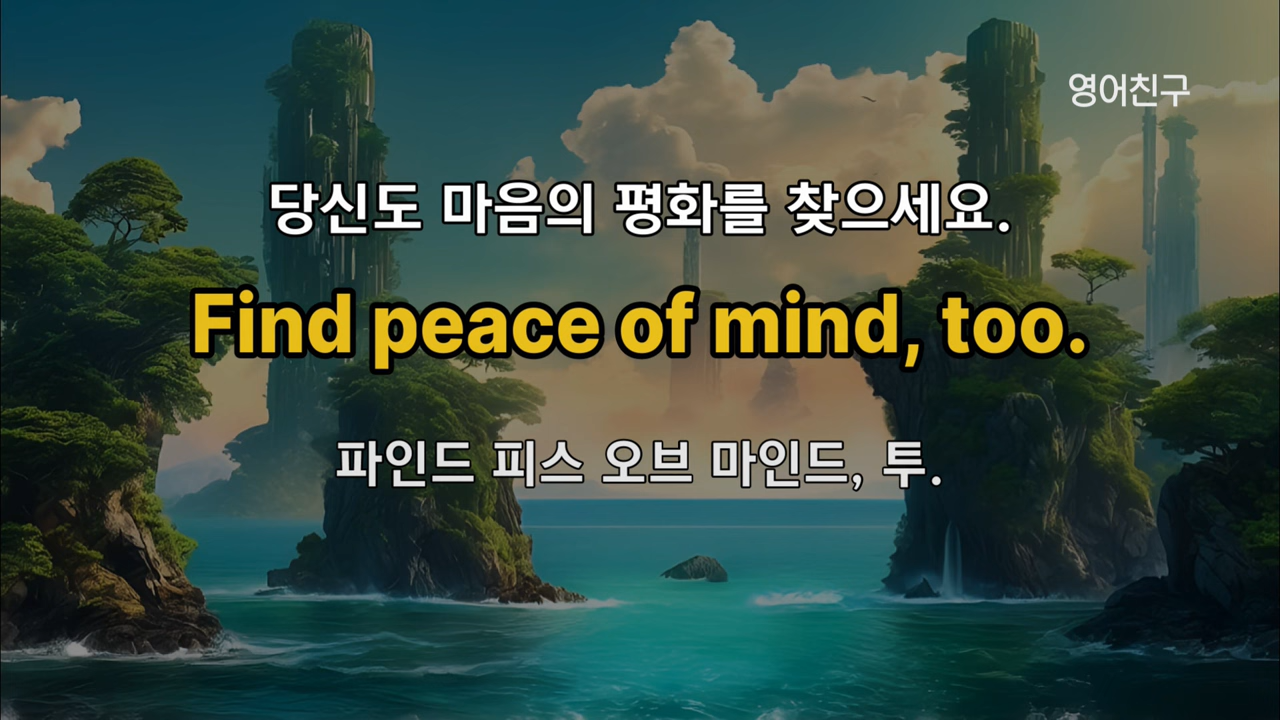 영어친구
당신도 마음의 평화를 찾으세요.
Find peace of mind, too.
파인드 피스 오브 마인드, 투.